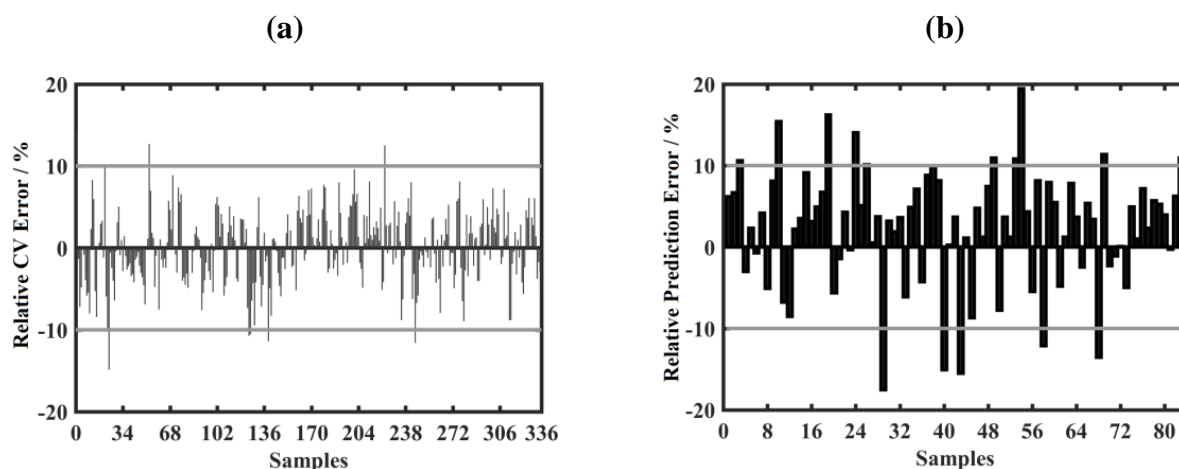 (a)
(b)
20
10
0
-10
-20
Relative CV Error / %
0 34 68 102 136 170 204 238 272 306 336
Samples
20
10
0
-10
-20
Relative Prediction Error / %
0 8 16 24 32 40 48 56 64 72 80
Samples